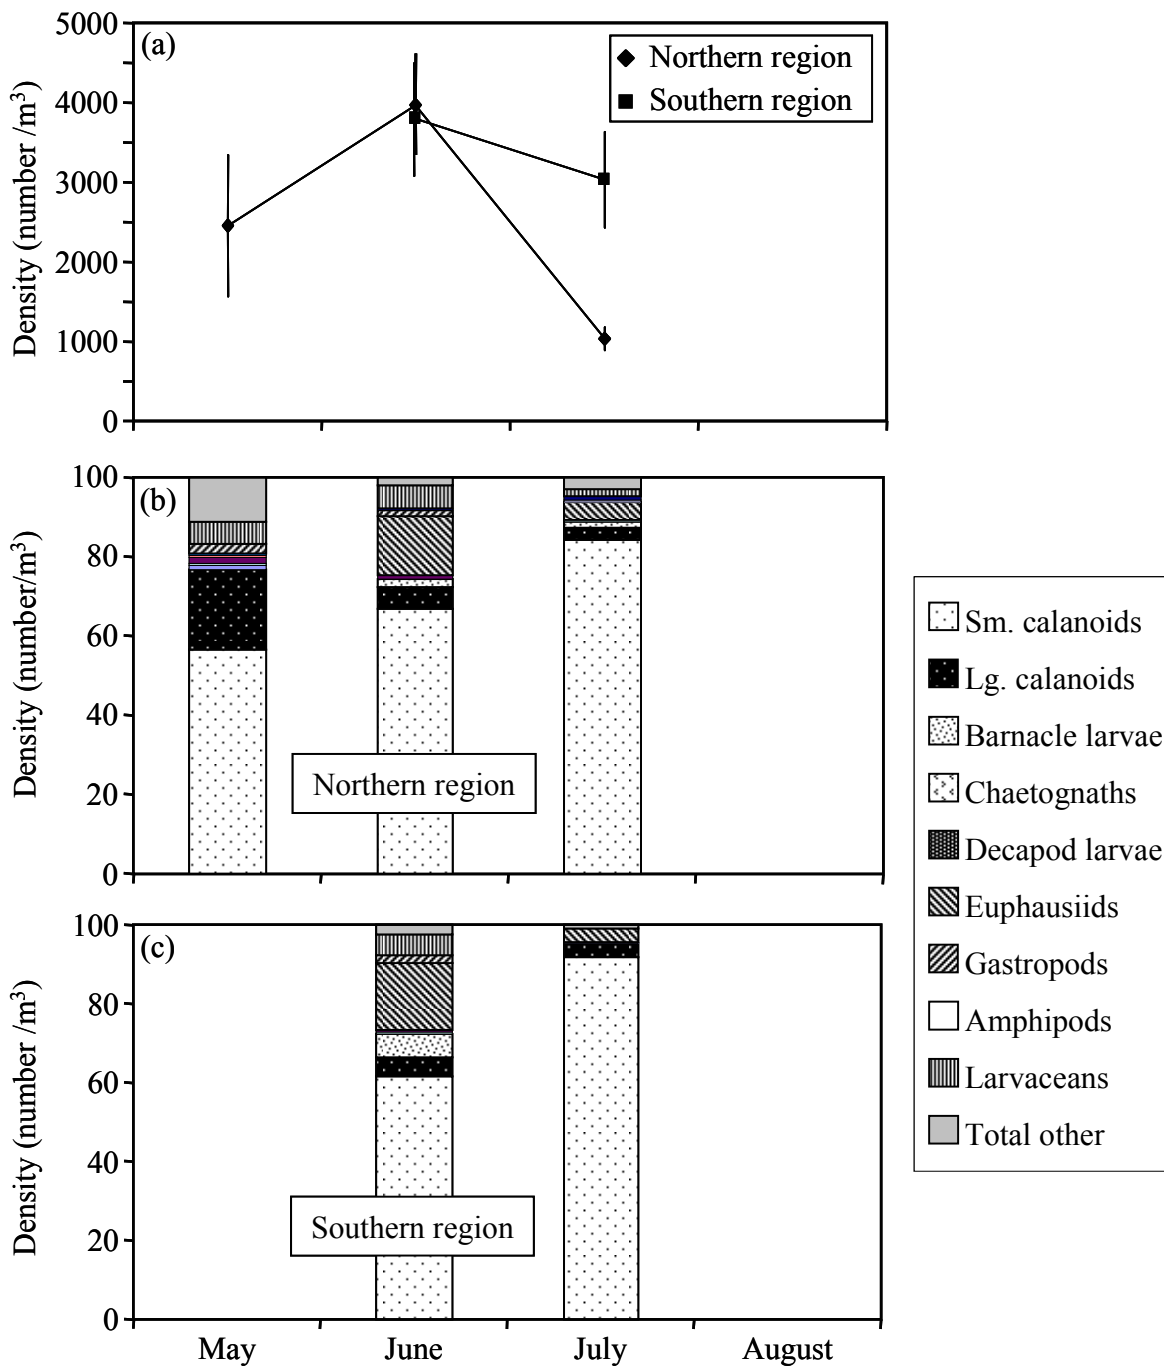 (a)
Density (number /m³)
5000
4000
3000
2000
1000
0
Northern region
Southern region
(b)
Density (number/m³)
100
80
60
40
20
0
Northern region
(c)
Density (number /m³)
100
80
60
40
20
0
Southern region
May June July August
Sm. calanoids
Lg. calanoids
Barnacle larvae
Chaetognaths
Decapod larvae
Euphausiids
Gastropods
Amphipods
Larvaceans
Total other